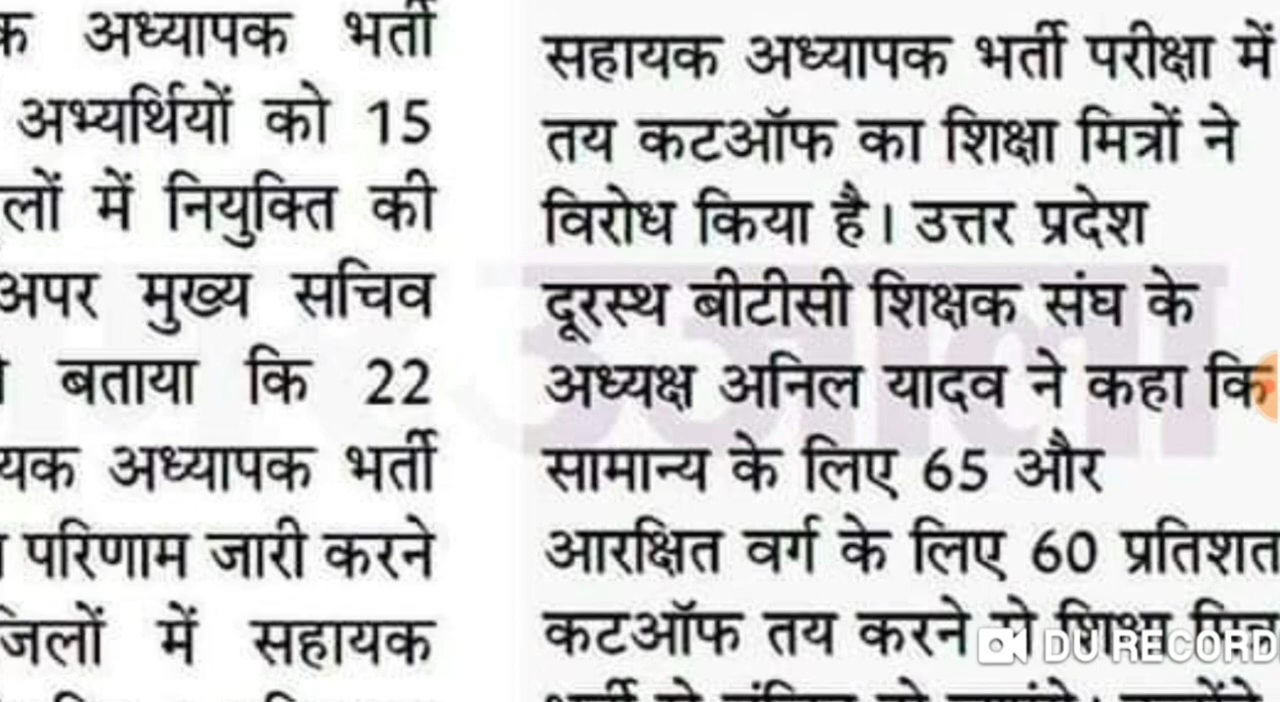 अध्यापक भर्ती
अभ्यर्थियों को 15
में नियुक्ति की
अपर मुख्य सचिव
बताया कि 22
अध्यापक भर्ती
परिणाम जारी करने
में सहायक
सहायक अध्यापक भर्ती परीक्षा में
तय कटऑफ का शिक्षा मित्रों ने
विरोध किया है। उत्तर प्रदेश
दूरस्थ बीटीसी शिक्षक संघ के
अध्यक्ष अनिल यादव ने कहा कि
सामान्य के लिए 65 और
आरक्षित वर्ग के लिए 60 प्रतिशत
कटऑफ तय करने से शिक्षा मित्र
DU RECORD